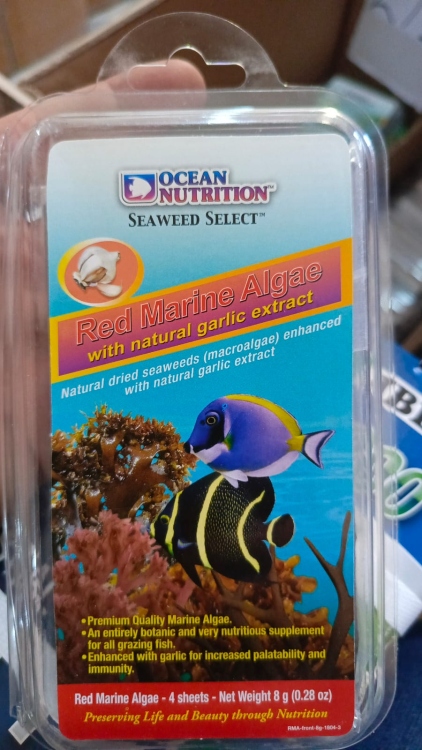 OCEAN
NUTRITION™
SEAWEED SELECT™
Red Marine Algae
with natural garlic extract
Natural dried seaweeds (macroalgae) enhanced
with natural garlic extract
•Premium Quality Marine Algae.
•An entirely botanic and very nutritious supplement
for all grazing fish.
•Enhanced with garlic for increased palatability and
immunity.
Red Marine Algae - 4 sheets - Net Weight 8 g (0.28 oz)
Preserving Life and Beauty through Nutrition